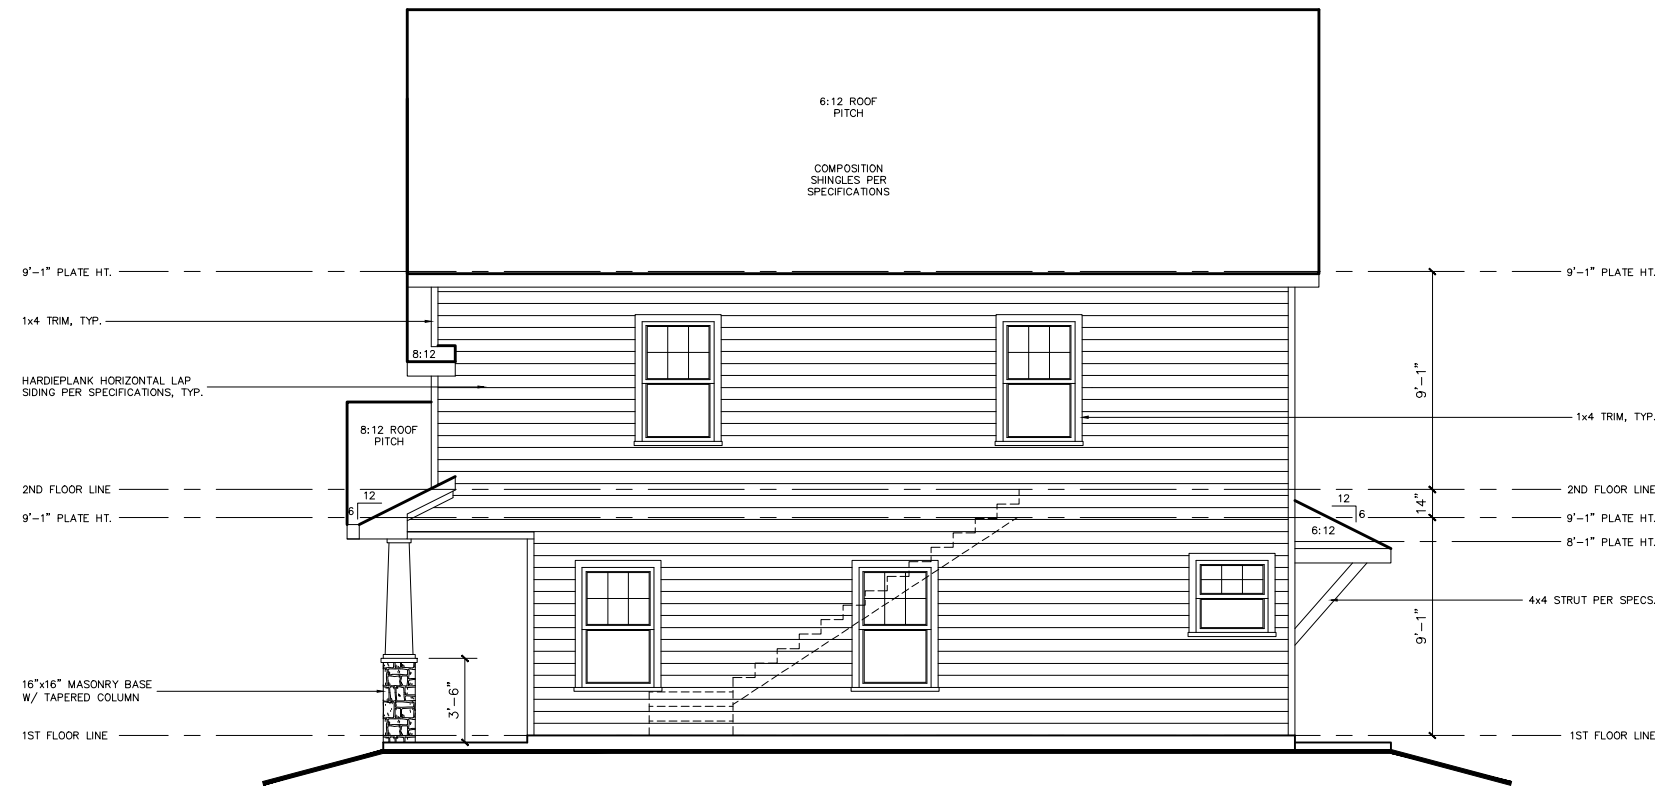 6:12 ROOF
PITCH
COMPOSITION
SHINGLES PER
SPECIFICATIONS
9'-1" PLATE HT.
9'-1" PLATE HT.
1x4 TRIM, TYP.
8:12
HARDIEPLANK HORIZONTAL LAP
SIDING PER SPECIFICATIONS, TYP.
9'-1"
1x4 TRIM, TYP.
8:12 ROOF
PITCH
2ND FLOOR LINE
2ND FLOOR LINE
12
6
12
6
14"
9'-1" PLATE HT.
9'-1" PLATE HT.
6:12
8'-1" PLATE HT.
4x4 STRUT PER SPECS.
9'-1"
16"x16" MASONRY BASE
W/ TAPERED COLUMN
3'-6"
1ST FLOOR LINE
1ST FLOOR LINE